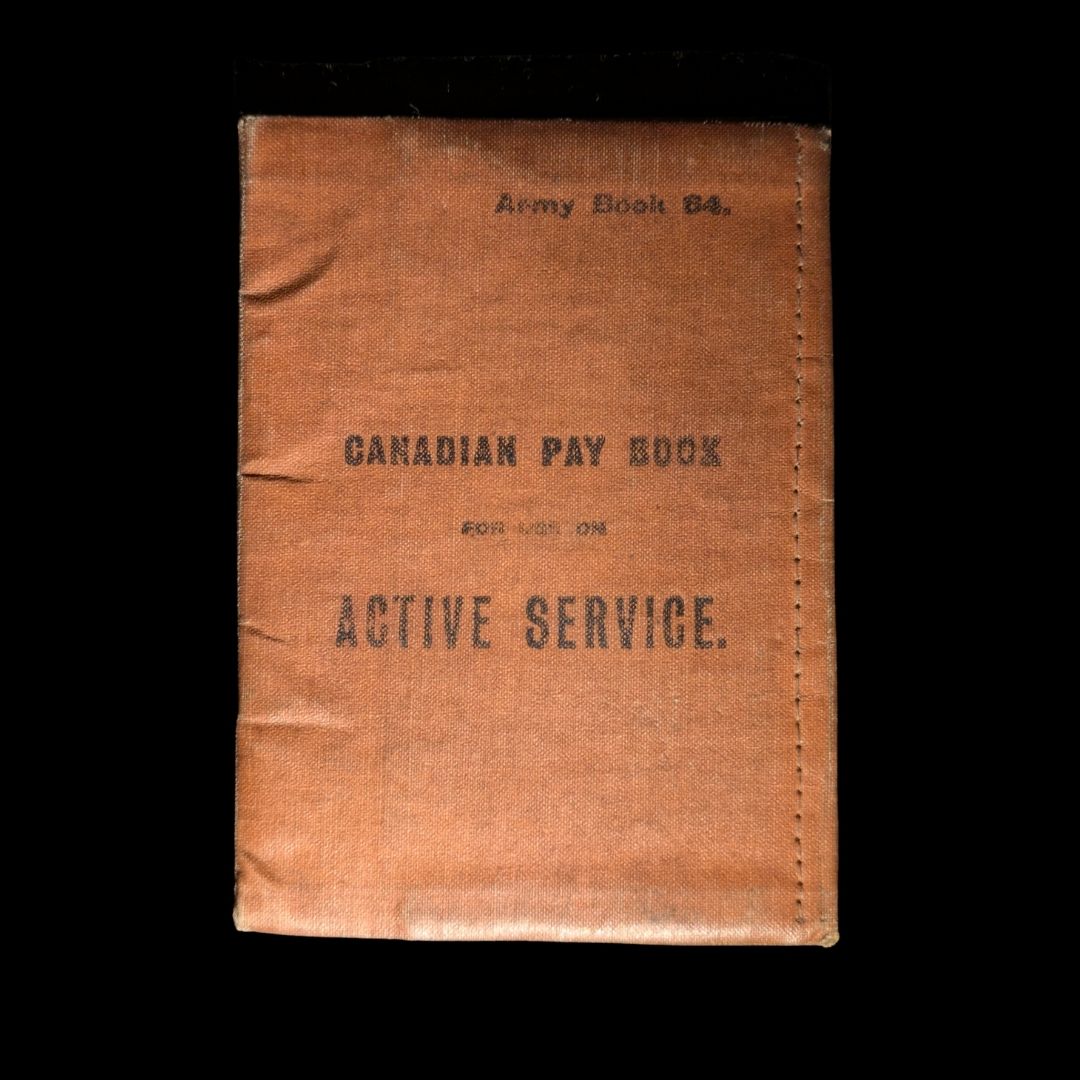 Army Book 64.
CANADIAN PAY BOOK
FOR USE ON
ACTIVE SERVICE.